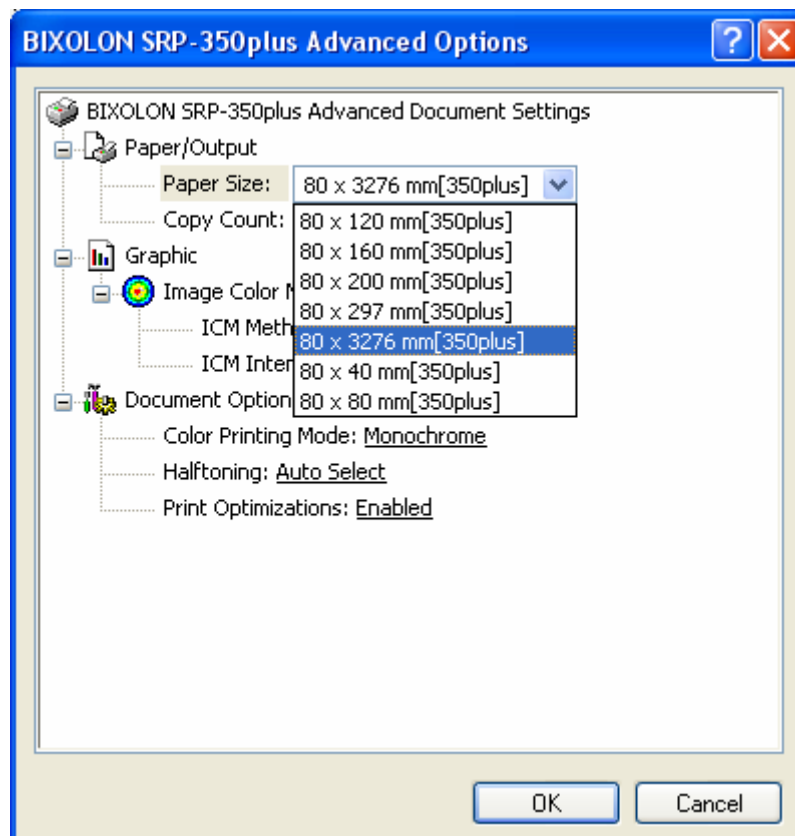 BIXOLON SRP-350plus Advanced Options
BIXOLON SRP-350plus Advanced Document Settings
Paper/Output
Paper Size: 80 x 3276 mm[350plus]
Copy Count:
80 x 120 mm[350plus]
80 x 160 mm[350plus]
80 x 200 mm[350plus]
80 x 297 mm[350plus]
80 x 3276 mm[350plus]
80 x 40 mm[350plus]
80 x 80 mm[350plus]
Graphic
Image Color
ICM Meth
ICM Inter
Document Option
Color Printing Mode: Monochrome
Halftoning: Auto Select
Print Optimizations: Enabled
OK
Cancel